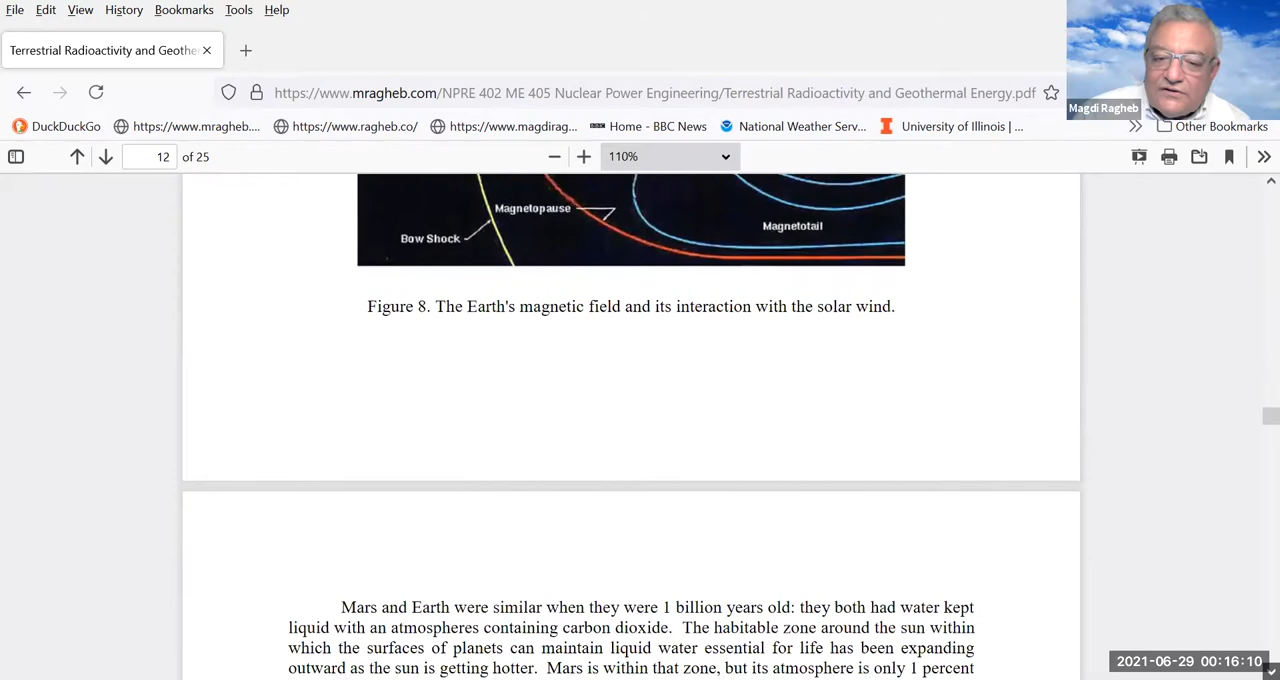 File Edit View History Bookmarks Tools Help
Terrestrial Radioactivity and Geothe
https://www.mragheb.com/NPRE 402 ME 405 Nuclear Power Engineering/Terrestrial Radioactivity and Geothermal Energy.pdf
Magdi Ragheb
DuckDuckGo https://www.mragheb.... https://www.ragheb.co/ https://www.magdirag... BBC Home - BBC News National Weather Serv... I University of Illinois | ... Other Bookmarks
12 of 25 110%
Magnetopause
Magnetotail
Bow Shock
Figure 8. The Earth's magnetic field and its interaction with the solar wind.
Mars and Earth were similar when they were 1 billion years old: they both had water kept
liquid with an atmospheres containing carbon dioxide. The habitable zone around the sun within
which the surfaces of planets can maintain liquid water essential for life has been expanding
outward as the sun is getting hotter. Mars is within that zone, but its atmosphere is only 1 percent
2021-06-29 00:16:10